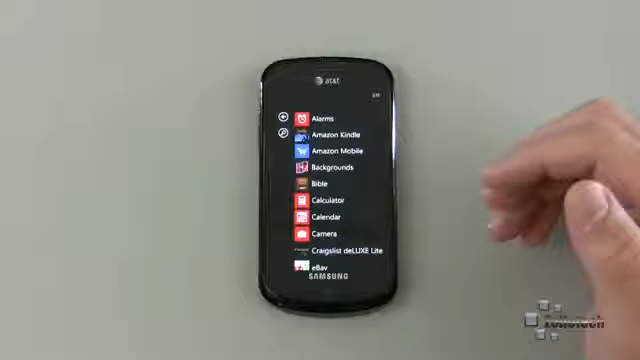 at&t
Alarms
Amazon Kindle
Amazon Mobile
Backgrounds
Bible
Calculator
Calendar
Camera
Craigslist deLUXE Lite
eBay
SAMSUNG